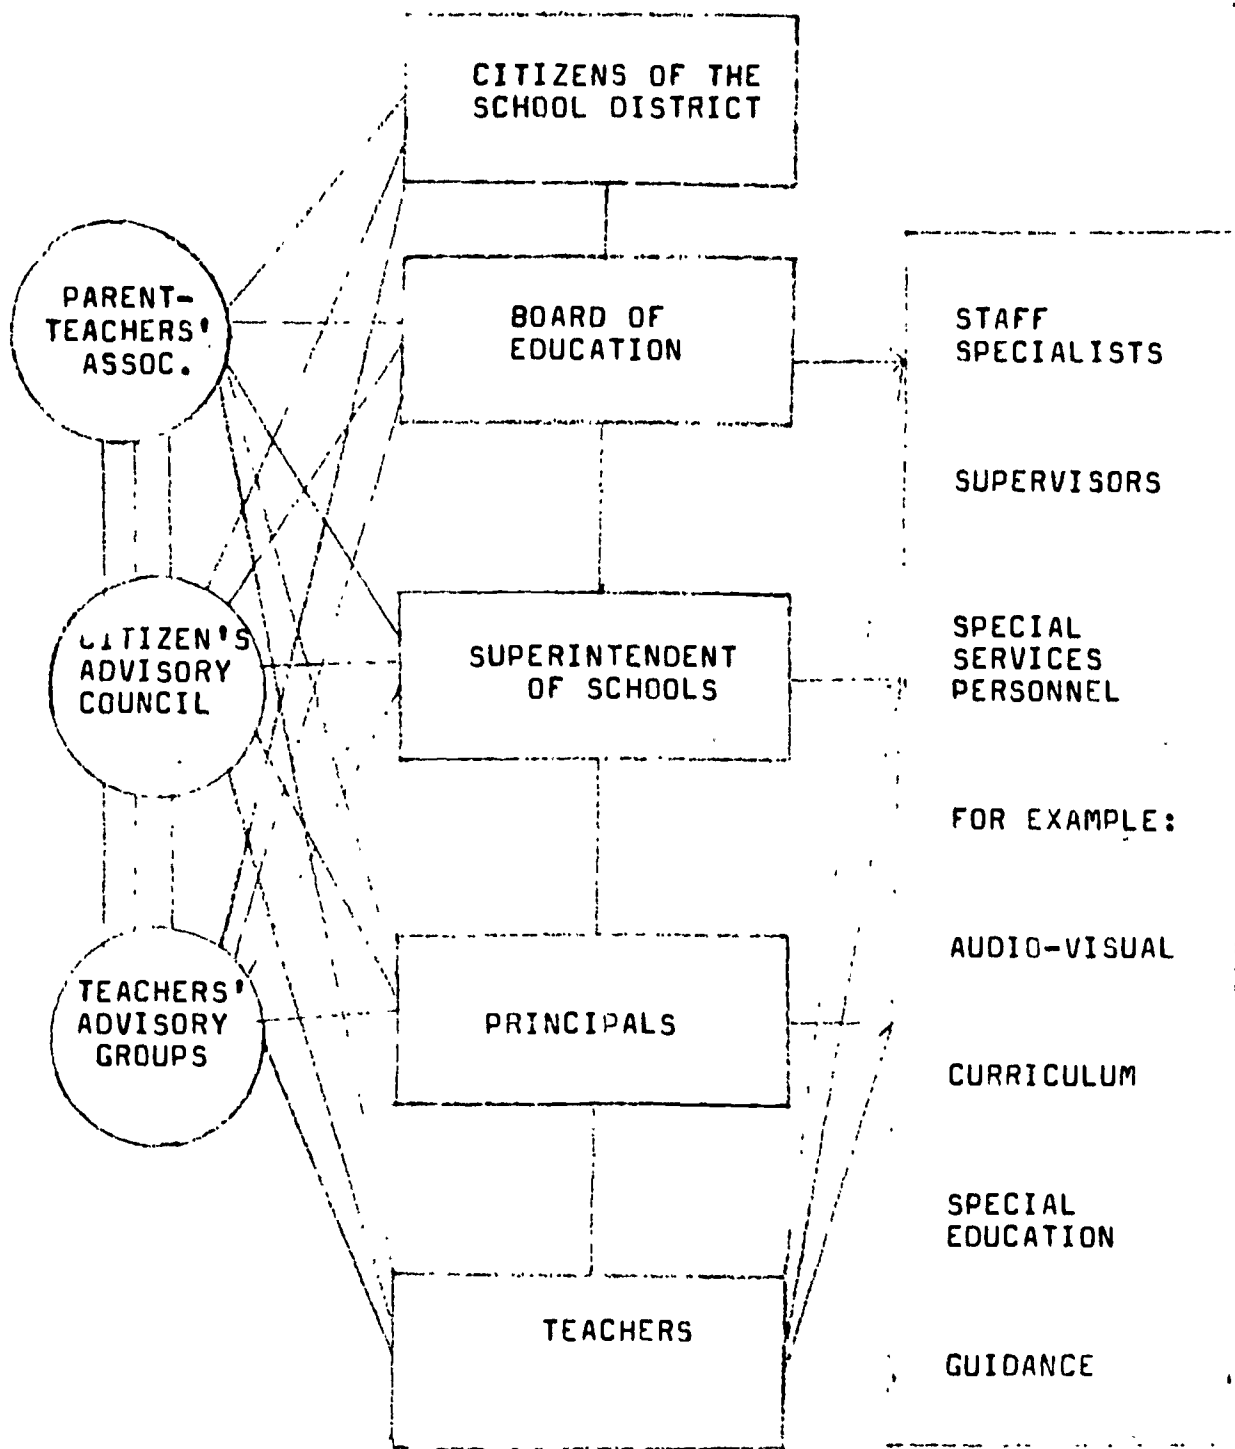 CITIZENS OF THE
SCHOOL DISTRICT
PARENT-
TEACHERS'
ASSOC.
BOARD OF
EDUCATION
STAFF
SPECIALISTS
SUPERVISORS
CITIZEN'S
ADVISORY
COUNCIL
SUPERINTENDENT
OF SCHOOLS
SPECIAL
SERVICES
PERSONNEL
FOR EXAMPLE:
AUDIO-VISUAL
TEACHERS'
ADVISORY
GROUPS
PRINCIPALS
CURRICULUM
SPECIAL
EDUCATION
TEACHERS
GUIDANCE